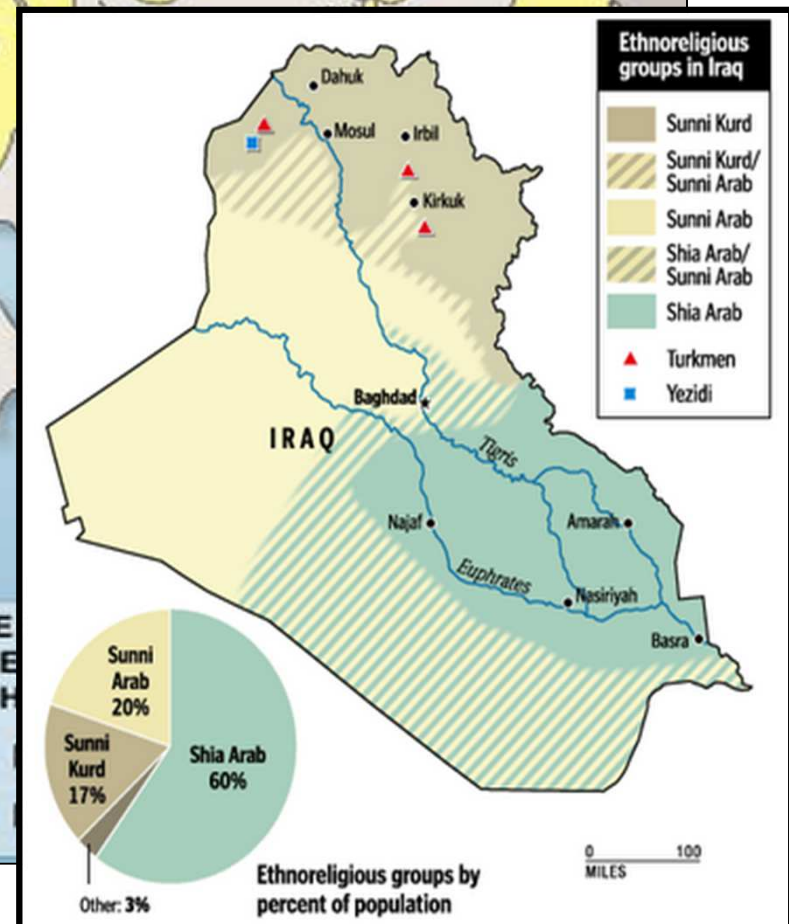 Ethnoreligious
groups in Iraq
Sunni Kurd
Sunni Kurd/
Sunni Arab
Sunni Arab
Shia Arab/
Sunni Arab
Shia Arab
Turkmen
Yezidi
Dahuk
Mosul
Irbil
Kirkuk
Baghdad
IRAQ
Tigris
Najaf
Amarah
Euphrates
Nasiriyah
Basra
Sunni
Arab
20%
Sunni
Kurd
17%
Shia Arab
60%
Other: 3%
Ethnoreligious groups by
percent of population
0 100
MILES
E
E
H